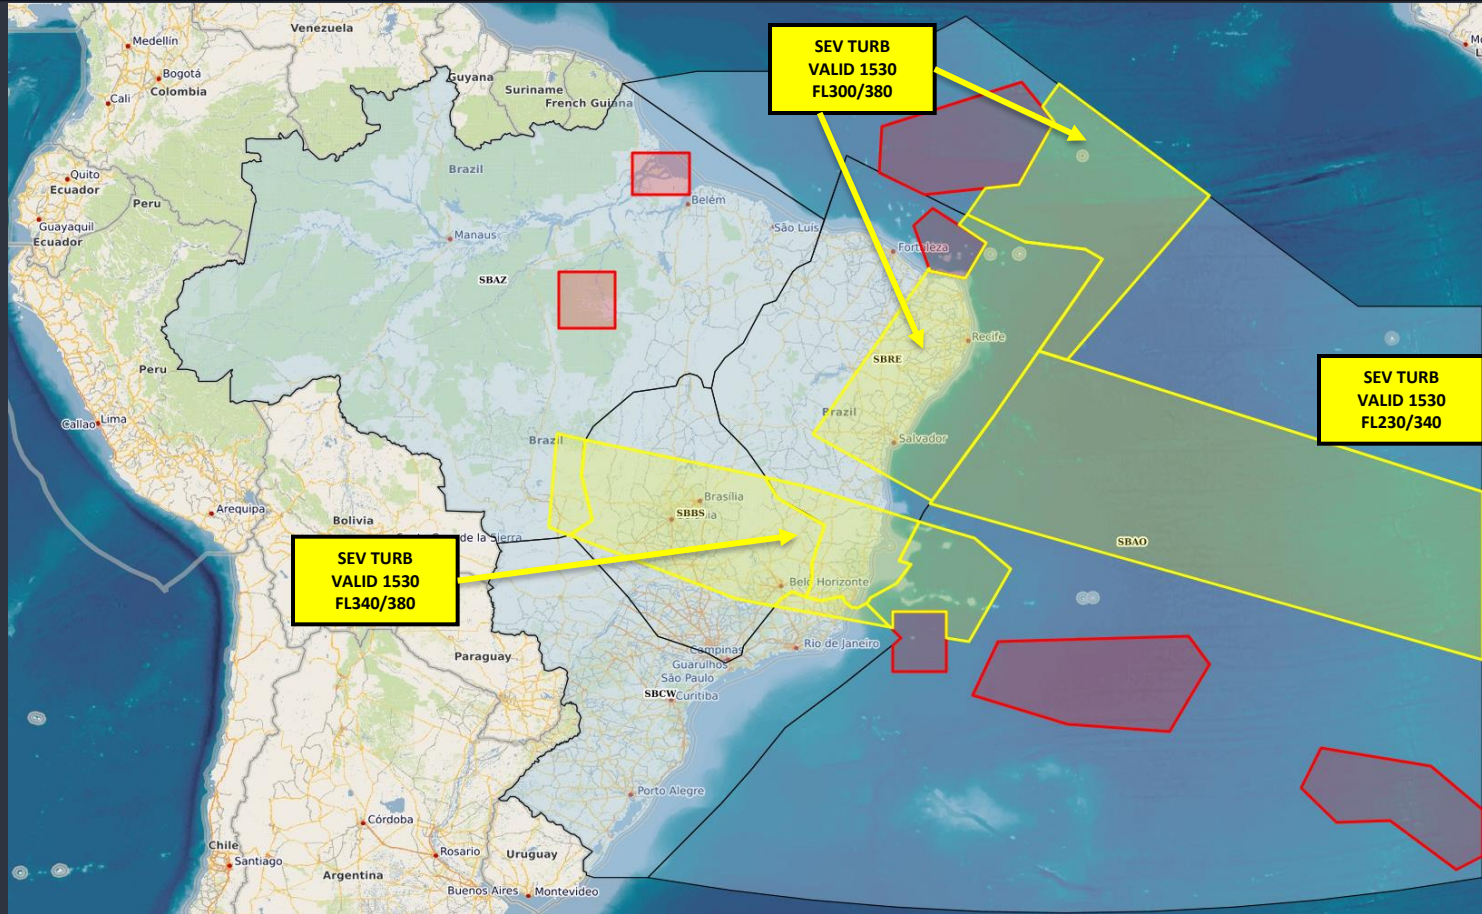 Medellín
Bogotá
Colombia
Cali
Venezuela
Guyana
Suriname
French Guiana
SEV TURB
VALID 1530
FL300/380
Quito
Ecuador
Peru
Guayaquil
Ecuador
Brazil
Belém
Manaus
São Luís
Fortaleza
SBAZ
Recife
SBRE
Peru
Callao
Lima
Brazil
Brazil
Salvador
SEV TURB
VALID 1530
FL230/340
Arequipa
Bolivia
de la Sierra
Brasília
SBBS
SBAO
SEV TURB
VALID 1530
FL340/380
Belo Horizonte
Paraguay
Campinas
Guarulhos
São Paulo
Rio de Janeiro
SBCW
Curitiba
Porto Alegre
Córdoba
Chile
Santiago
Rosario
Uruguay
Argentina
Buenos Aires
Montevideo